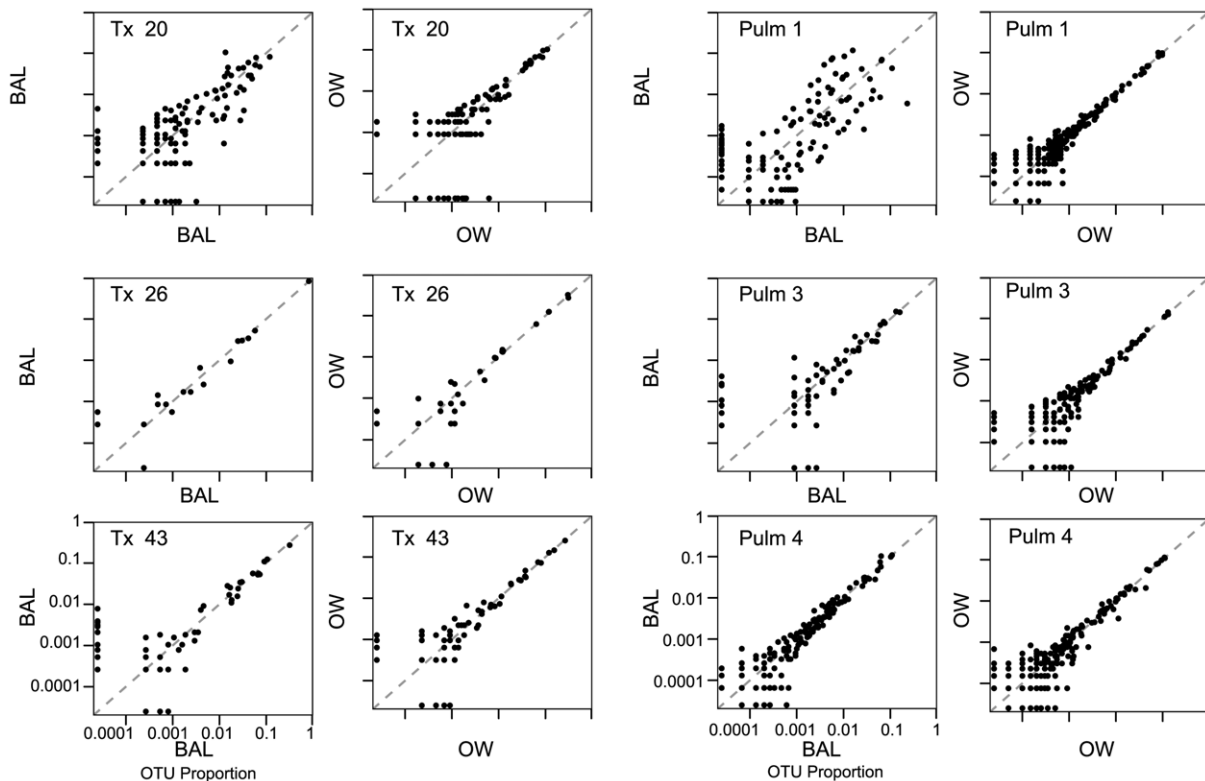 Tx 20
BAL
BAL
Tx 20
OW
OW
Pulm 1
BAL
BAL
Pulm 1
OW
OW
Tx 26
BAL
BAL
Tx 26
OW
OW
Pulm 3
BAL
BAL
Pulm 3
OW
OW
Tx 43
1
0.1
0.01
0.001
0.0001
BAL
0.0001 0.001 0.01 0.1 1
BAL
OTU Proportion
Tx 43
OW
OW
Pulm 4
1
0.1
0.01
0.001
0.0001
BAL
0.0001 0.001 0.01 0.1 1
BAL
OTU Proportion
Pulm 4
OW
OW